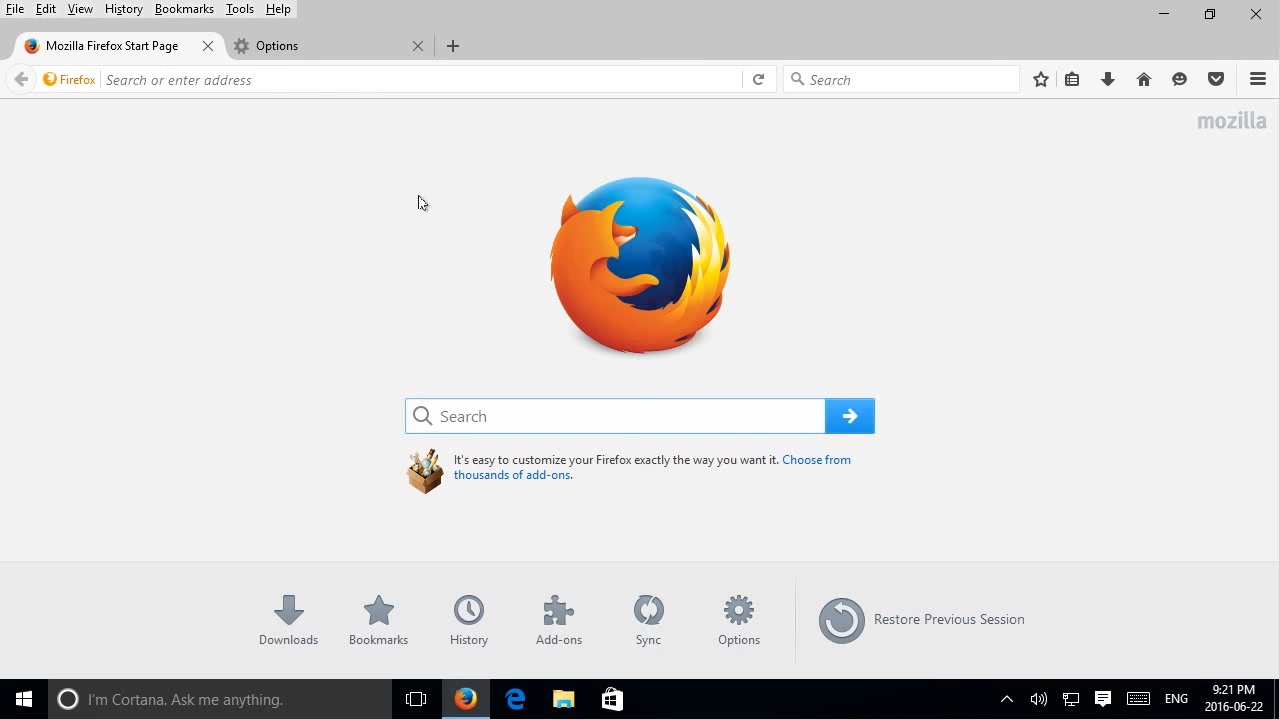 File Edit View History Bookmarks Tools Help
Mozilla Firefox Start Page Options
Firefox Search or enter address Search
mozilla
Search
It's easy to customize your Firefox exactly the way you want it. Choose from
thousands of add-ons.
Downloads Bookmarks History Add-ons Sync Options Restore Previous Session
I'm Cortana. Ask me anything. ENG
9:21 PM
2016-06-22